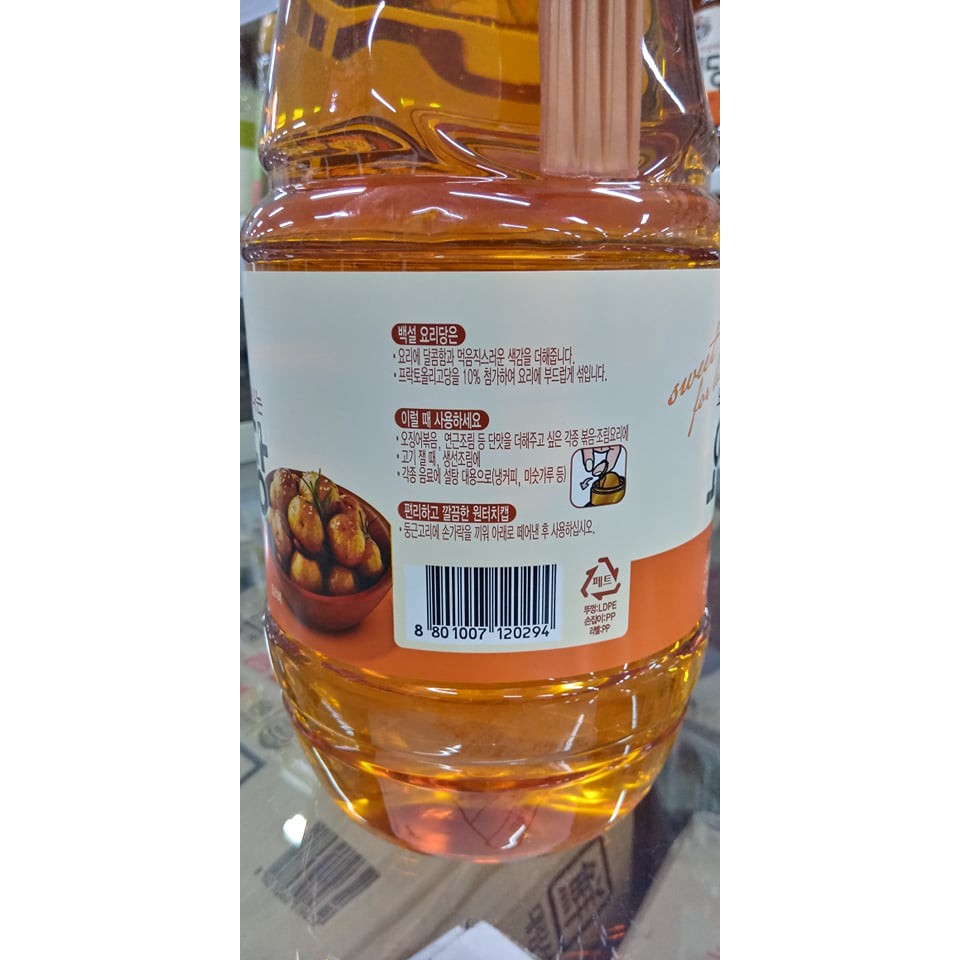 백설 요리당은
• 요리에 달콤함과 먹음직스러운 색감을 더해줍니다.
• 프락토올리고당을 10% 첨가하여 요리에 부드럽게 섞입니다.
이럴 때 사용하세요
• 오징어볶음, 연근조림 등 단맛을 더해주고 싶은 각종 볶음·조림요리에
• 고기 잴 때, 생선조림에
• 각종 음료에 설탕 대용으로(냉커피, 미숫가루 등)
편리하고 깔끔한 원터치캡
• 둥근고리에 손가락을 끼워 아래로 떼어낸 후 사용하십시오.
8 801007 120294
페트
뚜껑:LDPE
손잡이:PP
라벨:PP
sweet
for